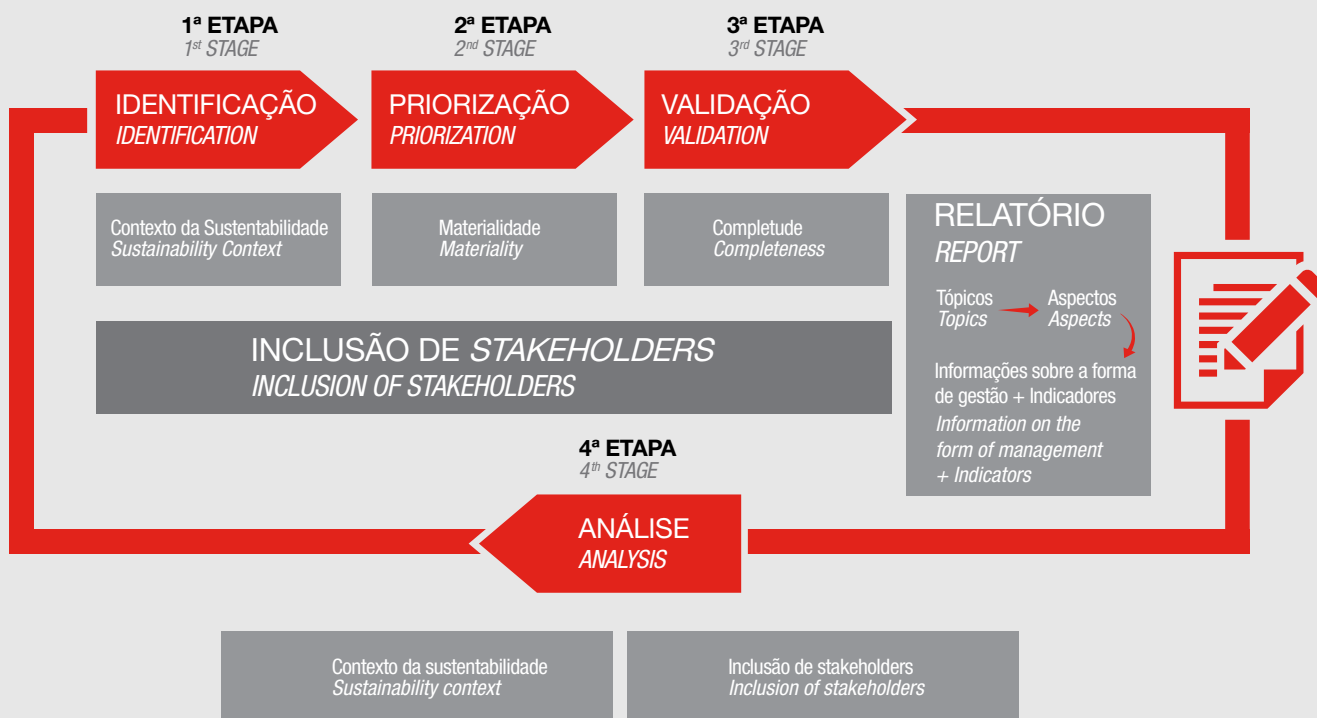 1ª ETAPA
1st STAGE
2ª ETAPA
2nd STAGE
3ª ETAPA
3rd STAGE
IDENTIFICAÇÃO
IDENTIFICATION
PRIORIZAÇÃO
PRIORIZATION
VALIDAÇÃO
VALIDATION
Contexto da Sustentabilidade
Sustainability Context
Materialidade
Materiality
Completude
Completeness
INCLUSÃO DE STAKEHOLDERS
INCLUSION OF STAKEHOLDERS
RELATÓRIO
REPORT
Tópicos
Topics
Aspectos
Aspects
Informações sobre a forma
de gestão + Indicadores
Information on the
form of management
+ Indicators
4ª ETAPA
4th STAGE
ANÁLISE
ANALYSIS
Contexto da sustentabilidade
Sustainability context
Inclusão de stakeholders
Inclusion of stakeholders